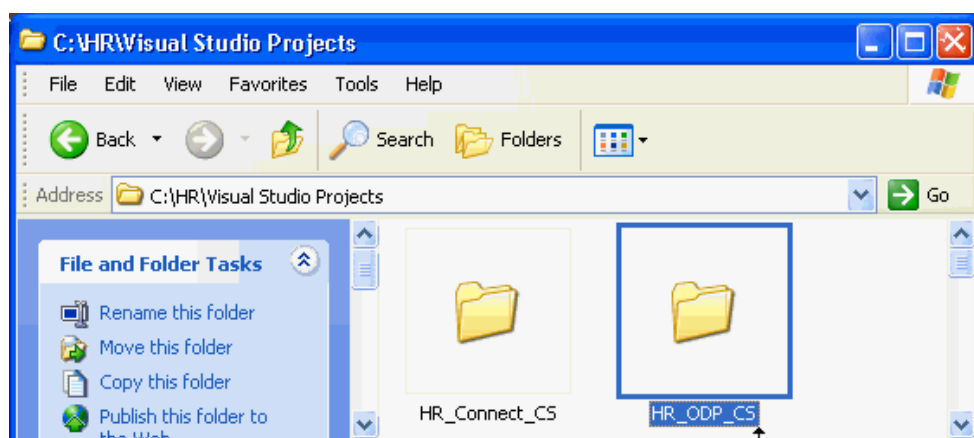 C:\HR\Visual Studio Projects
File Edit View Favorites Tools Help
Back Search Folders
Address C:\HR\Visual Studio Projects Go
File and Folder Tasks
Rename this folder
Move this folder
Copy this folder
Publish this folder to
the Web
HR_Connect_CS HR_ODP_CS